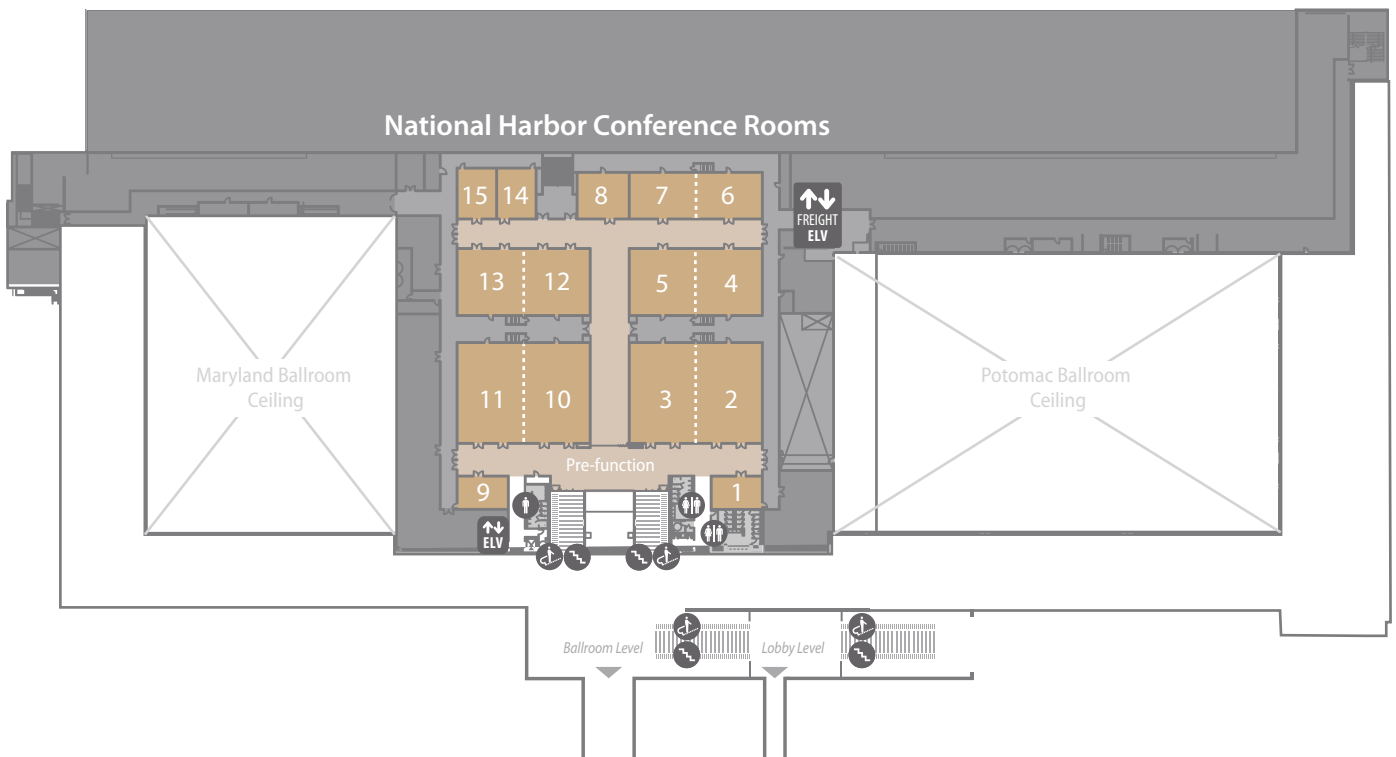 National Harbor Conference Rooms
15
14
8
7
6
FREIGHT
ELV
13
12
5
4
Maryland Ballroom
Ceiling
11
10
3
2
Potomac Ballroom
Ceiling
Pre-function
9
1
ELV
Ballroom Level
Lobby Level